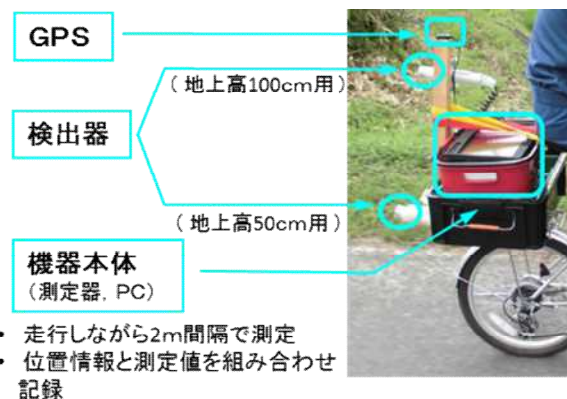 GPS
(地上高100cm用)
検出器
(地上高50cm用)
機器本体
(測定器, PC)
• 走行しながら2m間隔で測定
• 位置情報と測定値を組み合わせ
記録